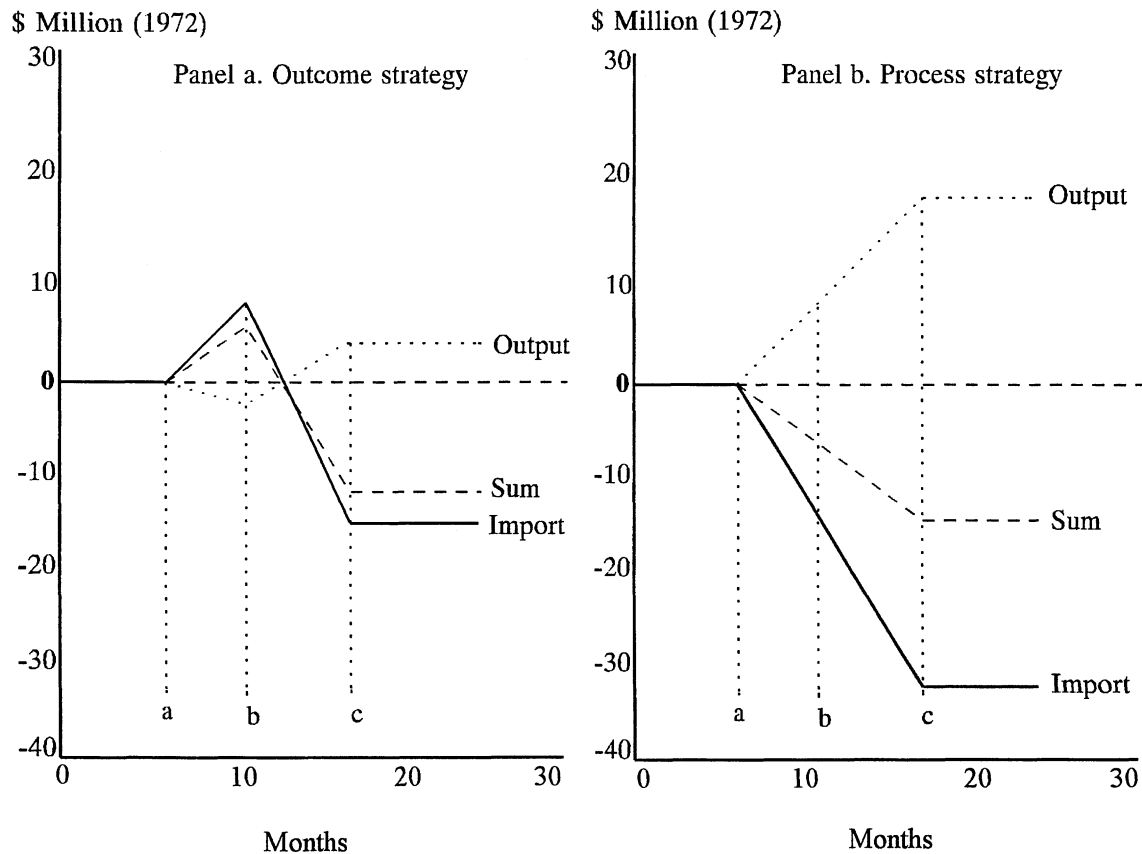 $ Million (1972)
30
Panel a. Outcome strategy
20
10
Output
0
-10
Sum
Import
-20
-30
a b c
-40
0 10 20 30
Months
$ Million (1972)
30
Panel b. Process strategy
20
Output
10
0
-10
Sum
-20
-30
Import
a b c
-40
0 10 20 30
Months